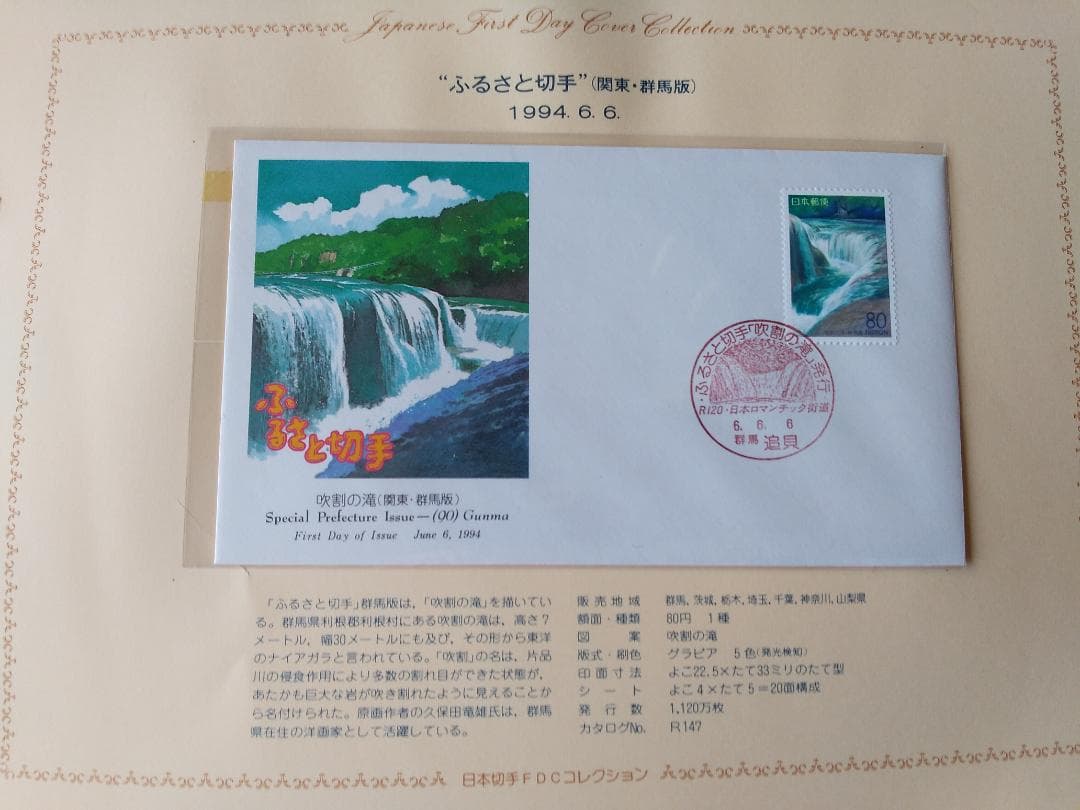 Japanese First Day Cover Collection
“ふるさと切手”(関東・群馬版)
1994. 6. 6.
ふ
るさと切手
吹割の滝(関東・群馬版)
Special Prefecture Issue—(90) Gunma
First Day of Issue June 6, 1994
日本郵便
80
・ふるさと切手「吹割の滝」発行・
R120・日本ロマンチック街道
6. 6. 6
群馬 追貝
「ふるさと切手」群馬版は,「吹割の滝」を描いてい
る。群馬県利根郡利根村にある吹割の滝は, 高さ7
メートル, 幅30メートルにも及び, その形から東洋
のナイアガラと言われている。「吹割」の名は, 片品
川の侵食作用により多数の割れ目ができた状態が,
あたかも巨大な岩が吹き割れたように見えることか
ら名付けられた。原画作者の久保田竜雄氏は, 群馬
県在住の洋画家として活躍している。
販売地域 群馬, 茨城, 栃木, 埼玉, 千葉, 神奈川, 山梨県
額面・種類 80円 1種
図案 吹割の滝
版式・刷色 グラビア 5色(発光検知)
印面寸法 よこ22.5×たて33ミリのたて型
シート よこ4×たて5=20面構成
発行数 1,120万枚
カタログNo. R147
日本切手FDCコレクション